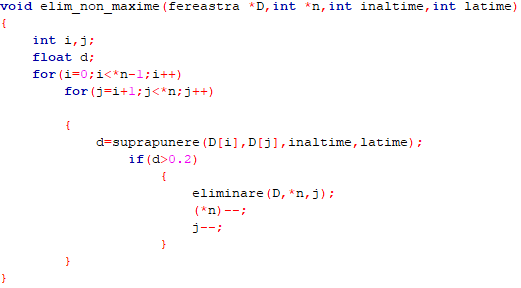 void elim_non_maxime(fereastra *D,int *n,int inaltime,int latime)
{
int i,j;
float d;
for(i=0;i<*n-1;i++)
for(j=i+1;j<*n;j++)
{
d=suprapunere(D[i],D[j],inaltime,latime);
if(d>0.2)
{
eliminare(D,*n,j);
(*n)--;
j--;
}
}
}